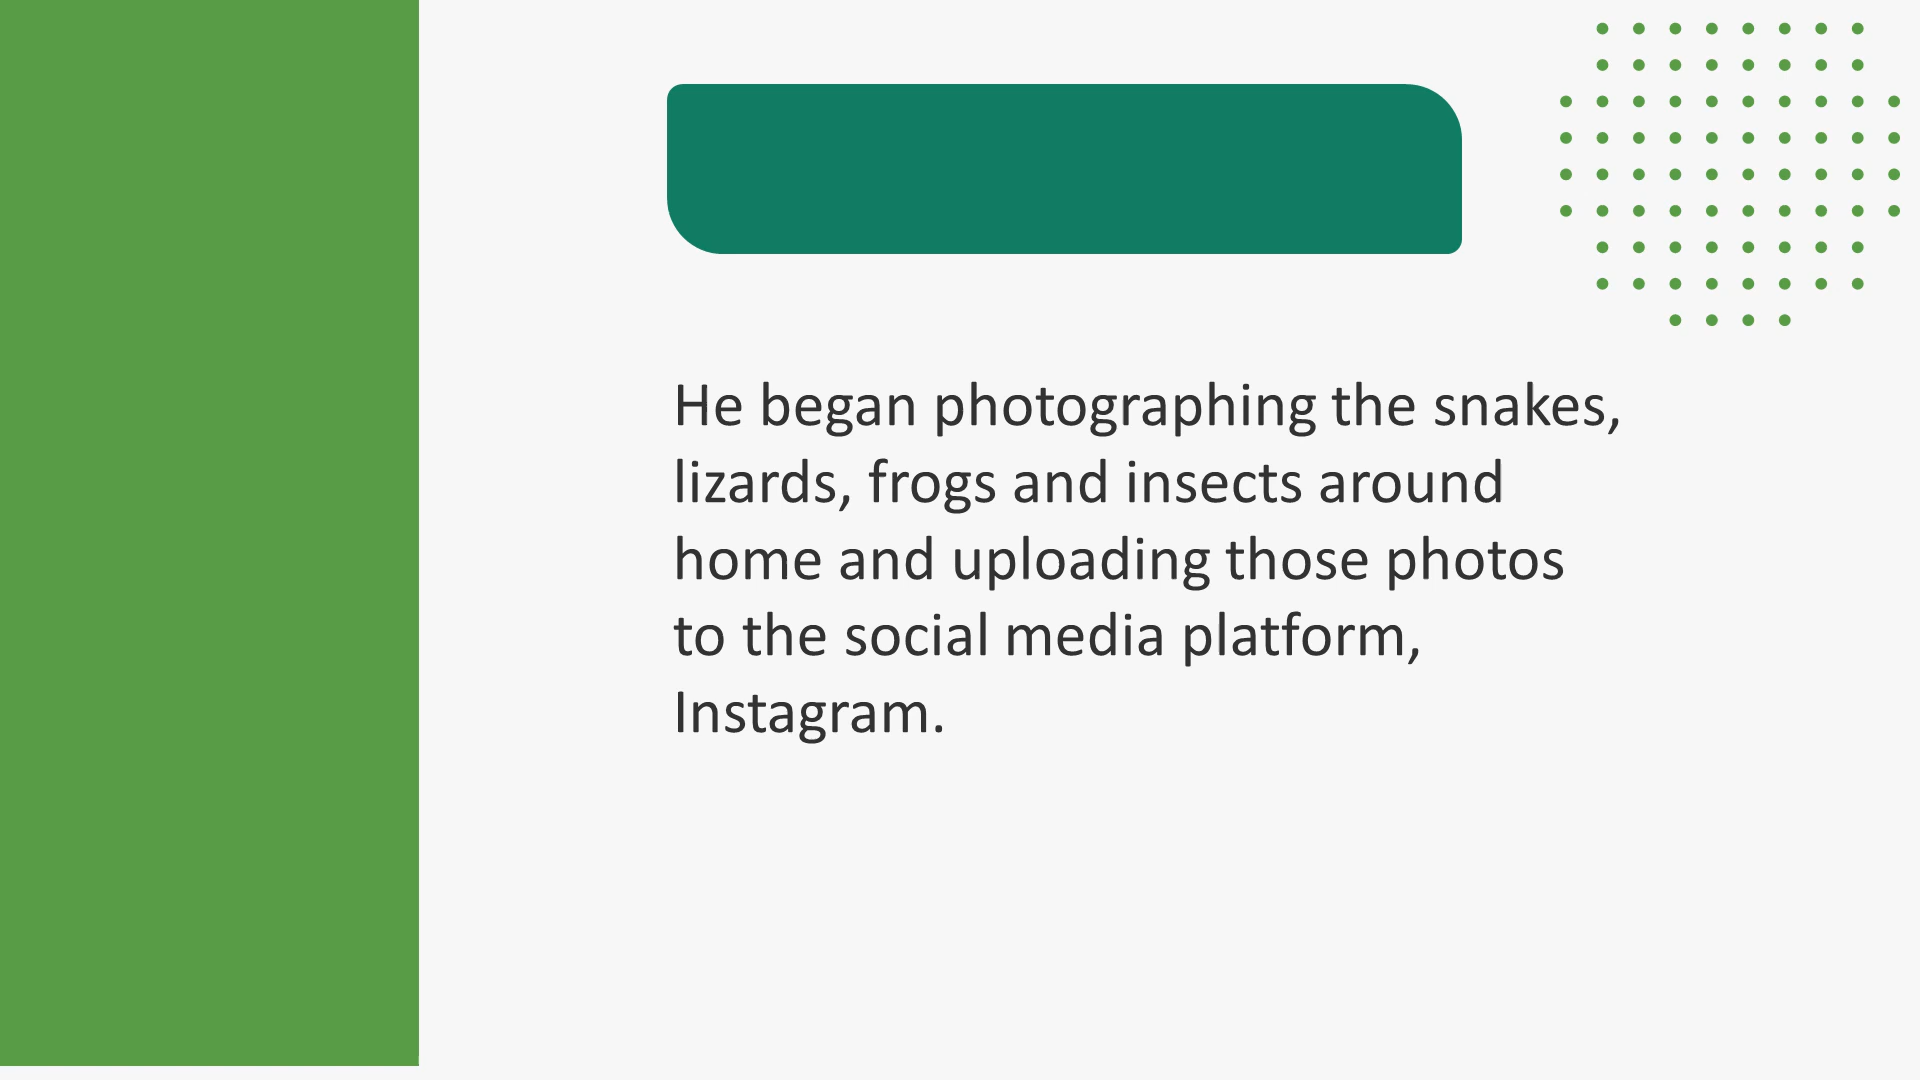 He began photographing the snakes,
lizards, frogs and insects around
home and uploading those photos
to the social media platform,
Instagram.